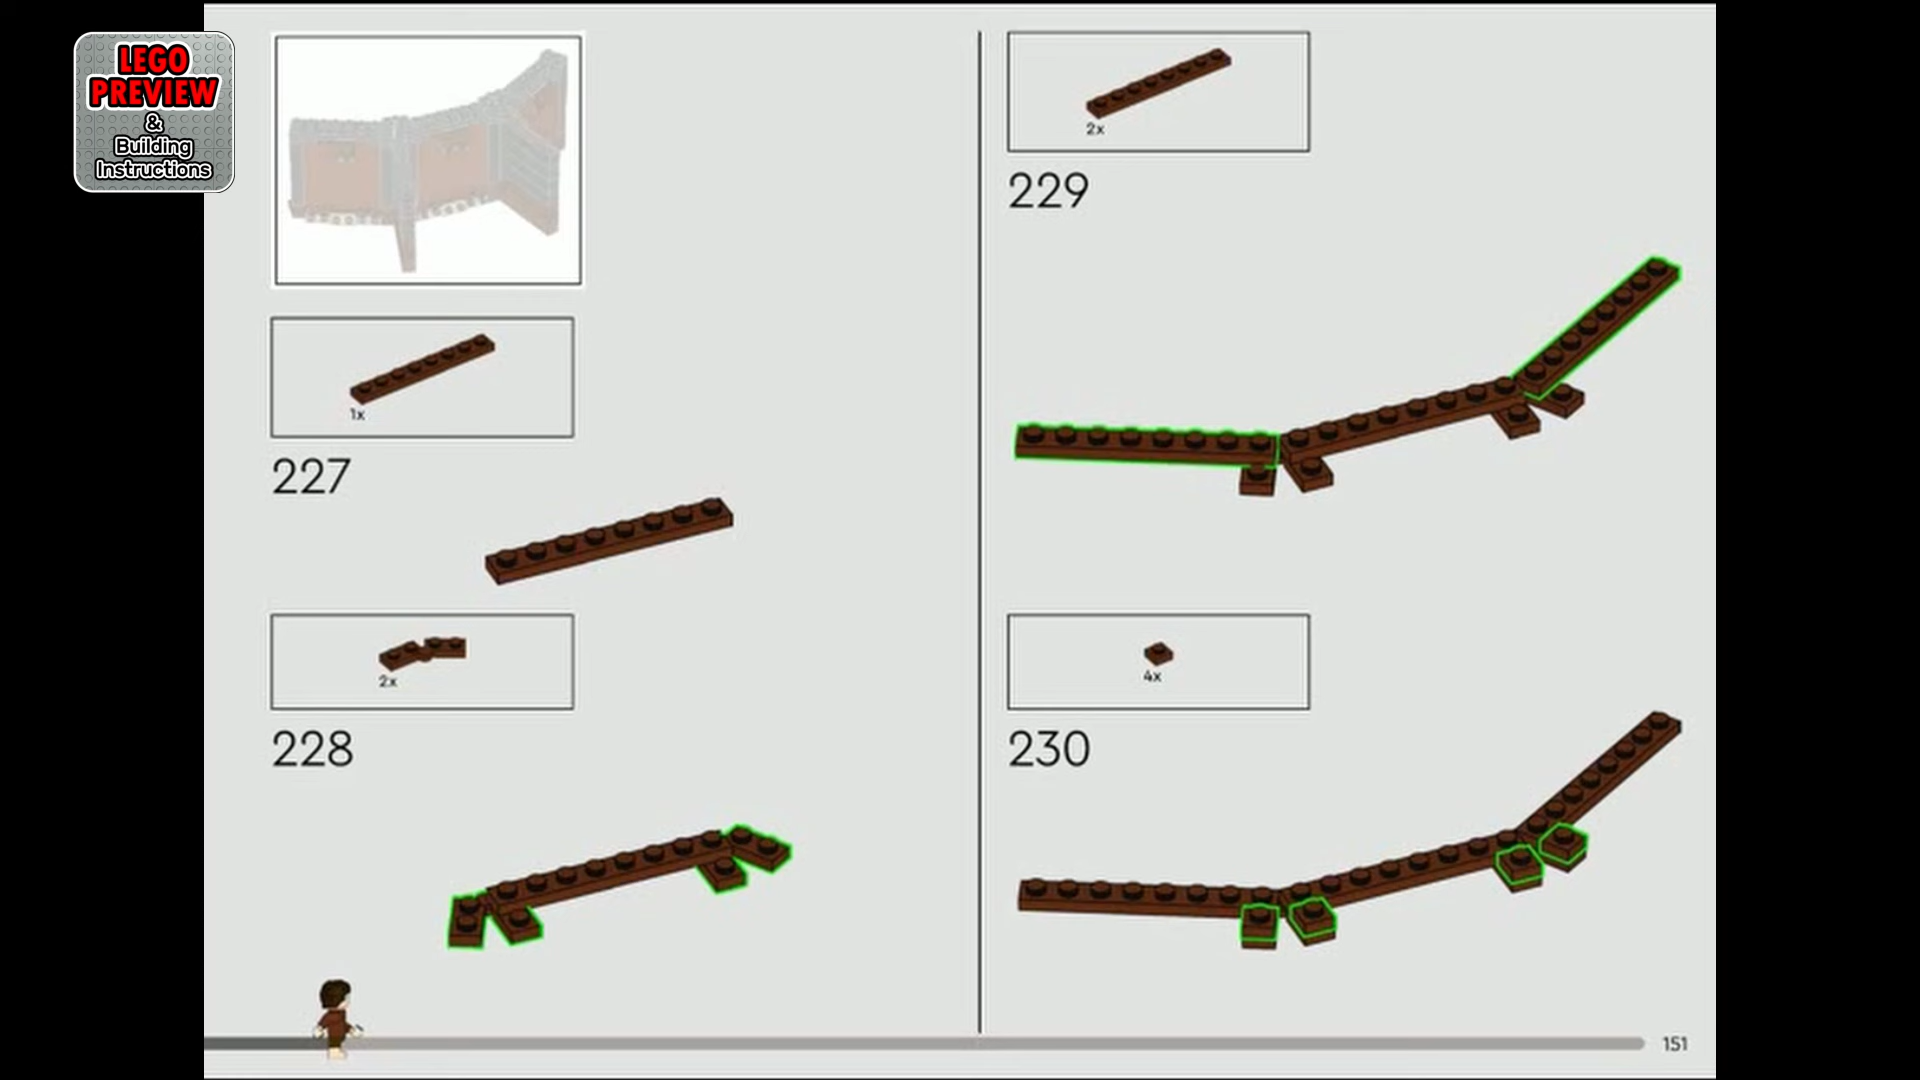 LEGO
PREVIEW
&
Building
Instructions
1x
227
2x
228
2x
229
4x
230
151